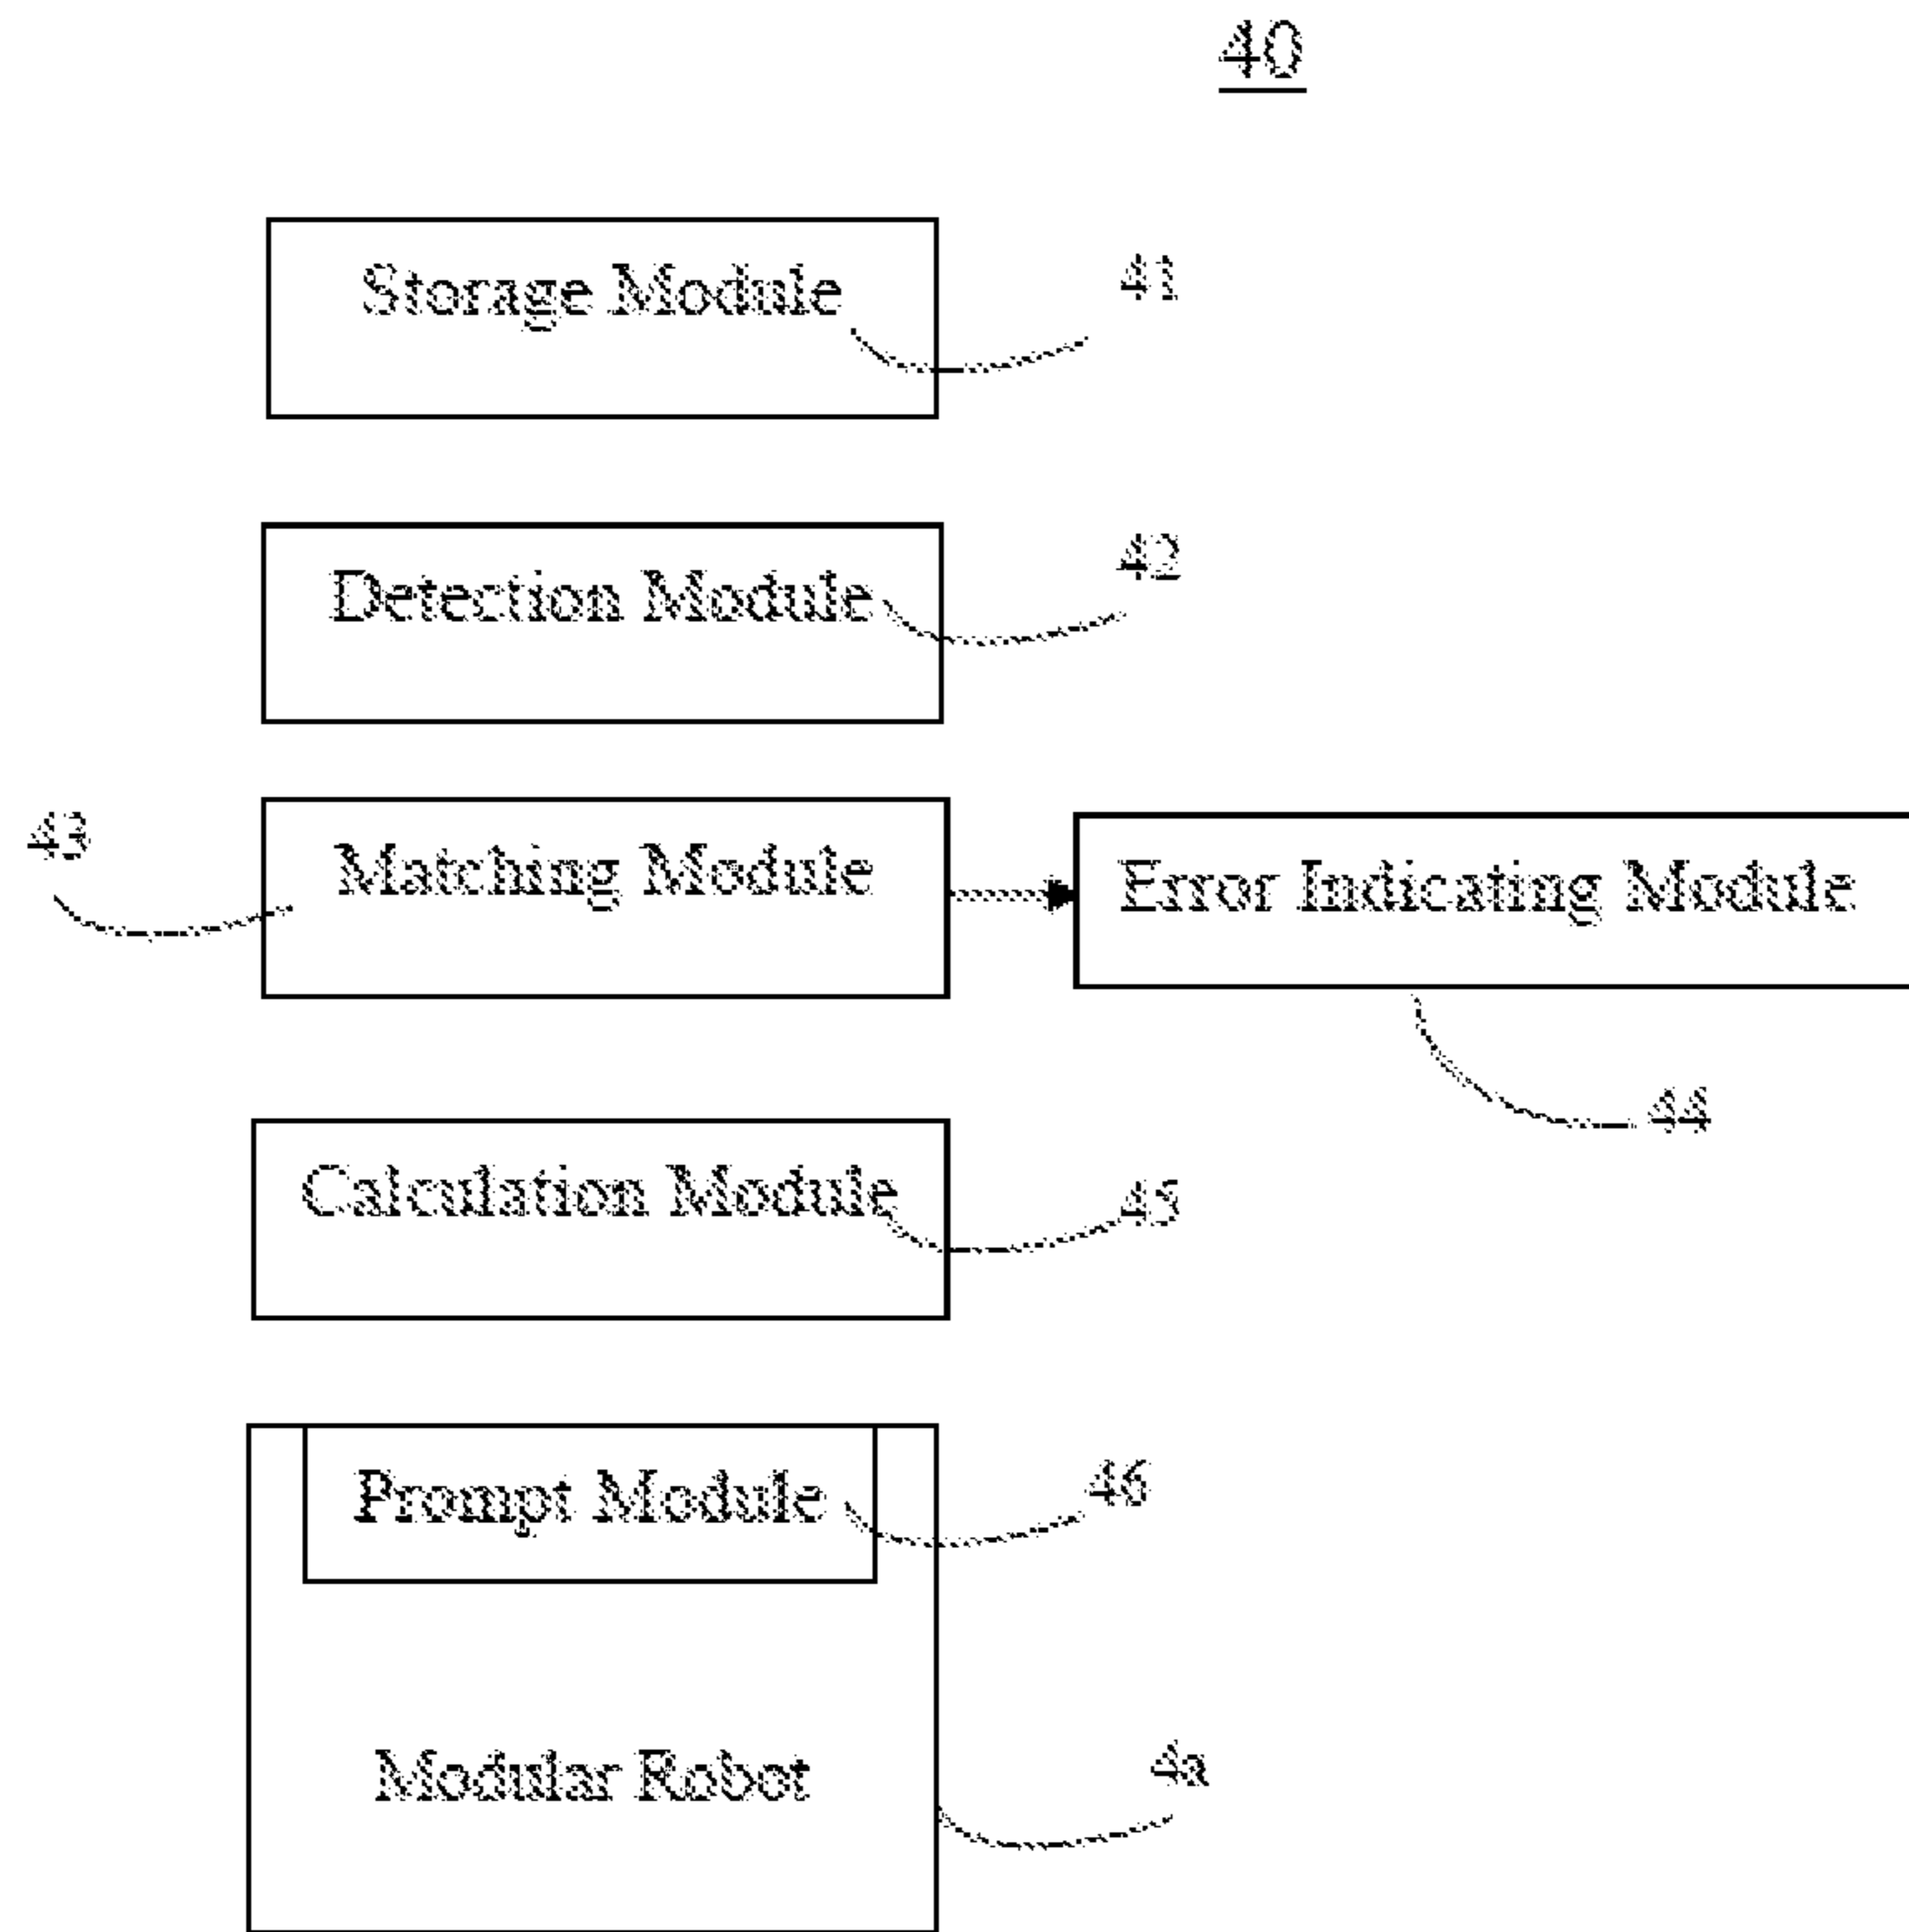 40
Storage Module
41
Detection Module
42
43
Matching Module
Error Indicating Module
44
Calculation Module
45
Prompt Module
46
Modular Robot
4a